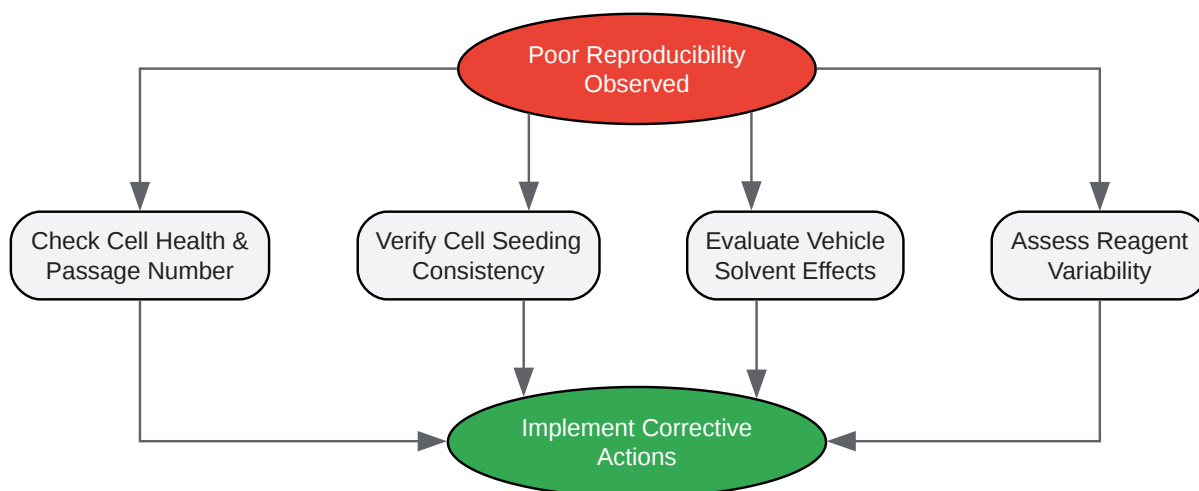 Poor Reproducibility
Observed
Check Cell Health &
Passage Number
Verify Cell Seeding
Consistency
Evaluate Vehicle
Solvent Effects
Assess Reagent
Variability
Implement Corrective
Actions